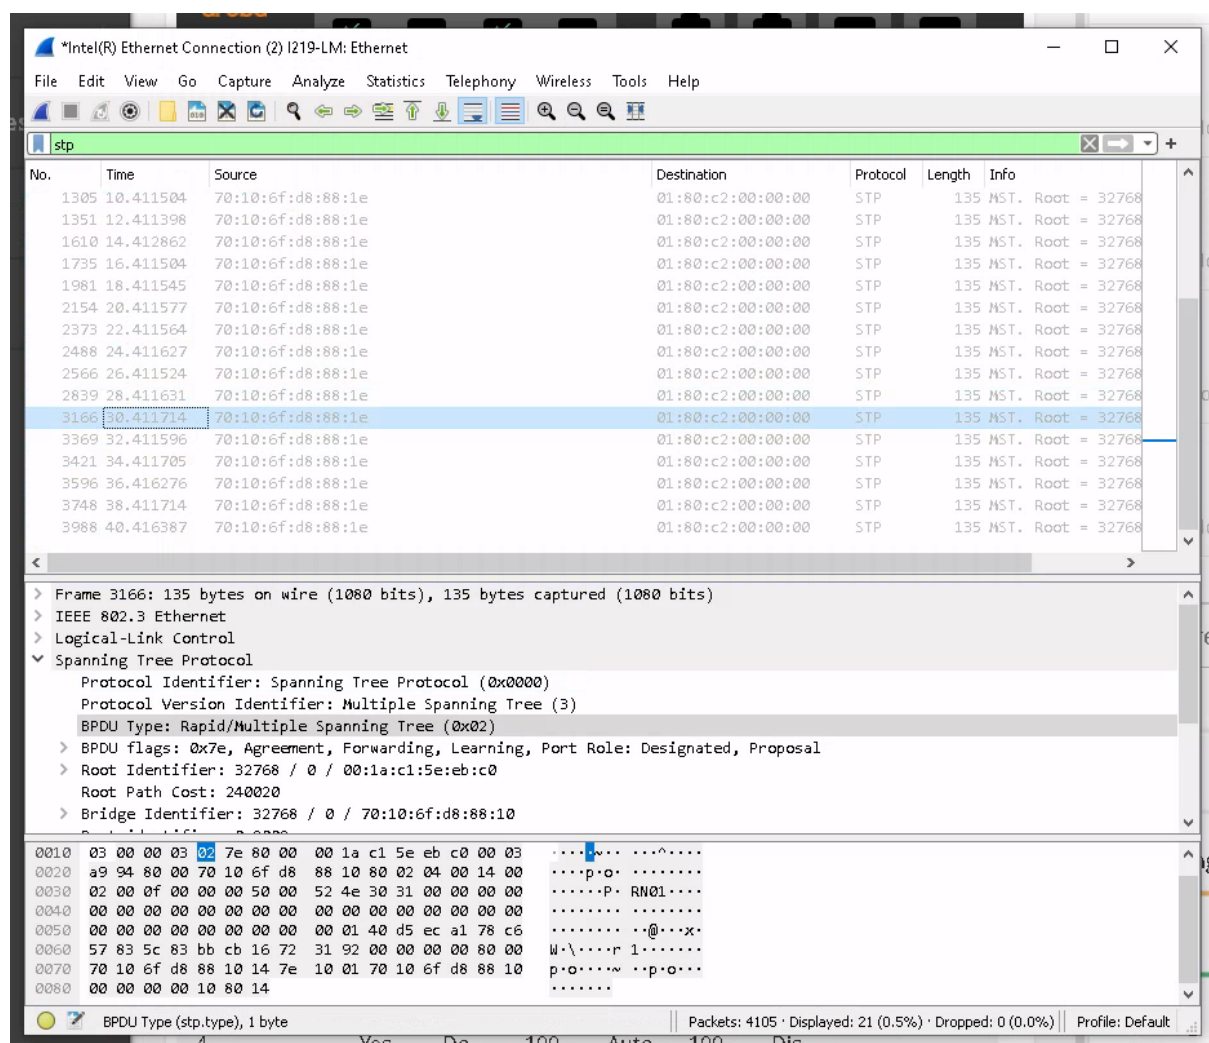 *Intel(R) Ethernet Connection (2) I219-LM: Ethernet
File Edit View Go Capture Analyze Statistics Telephony Wireless Tools Help
stp
No. Time Source Destination Protocol Length Info
1305 10.411504 70:10:6f:d8:88:1e 01:80:c2:00:00:00 STP 135 MST. Root = 32768
1351 12.411398 70:10:6f:d8:88:1e 01:80:c2:00:00:00 STP 135 MST. Root = 32768
1610 14.412862 70:10:6f:d8:88:1e 01:80:c2:00:00:00 STP 135 MST. Root = 32768
1735 16.411504 70:10:6f:d8:88:1e 01:80:c2:00:00:00 STP 135 MST. Root = 32768
1981 18.411545 70:10:6f:d8:88:1e 01:80:c2:00:00:00 STP 135 MST. Root = 32768
2154 20.411577 70:10:6f:d8:88:1e 01:80:c2:00:00:00 STP 135 MST. Root = 32768
2373 22.411564 70:10:6f:d8:88:1e 01:80:c2:00:00:00 STP 135 MST. Root = 32768
2488 24.411627 70:10:6f:d8:88:1e 01:80:c2:00:00:00 STP 135 MST. Root = 32768
2566 26.411524 70:10:6f:d8:88:1e 01:80:c2:00:00:00 STP 135 MST. Root = 32768
2839 28.411631 70:10:6f:d8:88:1e 01:80:c2:00:00:00 STP 135 MST. Root = 32768
3166 30.411714 70:10:6f:d8:88:1e 01:80:c2:00:00:00 STP 135 MST. Root = 32768
3369 32.411596 70:10:6f:d8:88:1e 01:80:c2:00:00:00 STP 135 MST. Root = 32768
3421 34.411705 70:10:6f:d8:88:1e 01:80:c2:00:00:00 STP 135 MST. Root = 32768
3596 36.416276 70:10:6f:d8:88:1e 01:80:c2:00:00:00 STP 135 MST. Root = 32768
3748 38.411714 70:10:6f:d8:88:1e 01:80:c2:00:00:00 STP 135 MST. Root = 32768
3988 40.416387 70:10:6f:d8:88:1e 01:80:c2:00:00:00 STP 135 MST. Root = 32768
Frame 3166: 135 bytes on wire (1080 bits), 135 bytes captured (1080 bits)
IEEE 802.3 Ethernet
Logical-Link Control
Spanning Tree Protocol
Protocol Identifier: Spanning Tree Protocol (0x0000)
Protocol Version Identifier: Multiple Spanning Tree (3)
BPDU Type: Rapid/Multiple Spanning Tree (0x02)
BPDU flags: 0x7e, Agreement, Forwarding, Learning, Port Role: Designated, Proposal
Root Identifier: 32768 / 0 / 00:1a:c1:5e:eb:c0
Root Path Cost: 240020
Bridge Identifier: 32768 / 0 / 70:10:6f:d8:88:10
0010 03 00 00 03 02 7e 80 00 00 1a c1 5e eb c0 00 03 ·····~·· ···^····
0020 a9 94 80 00 70 10 6f d8 88 10 80 02 04 00 14 00 ····p·o· ········
0030 02 00 0f 00 00 00 50 00 52 4e 30 31 00 00 00 00 ······P· RN01····
0040 00 00 00 00 00 00 00 00 00 00 00 00 00 00 00 00 ········ ········
0050 00 00 00 00 00 00 00 00 00 01 40 d5 ec a1 78 c6 ········ ··@···x·
0060 57 83 5c 83 bb cb 16 72 31 92 00 00 00 00 80 00 W·\····r 1·······
0070 70 10 6f d8 88 10 14 7e 10 01 70 10 6f d8 88 10 p·o····~ ··p·o···
0080 00 00 00 00 10 80 14 ·······
BPDU Type (stp.type), 1 byte Packets: 4105 · Displayed: 21 (0.5%) · Dropped: 0 (0.0%) Profile: Default